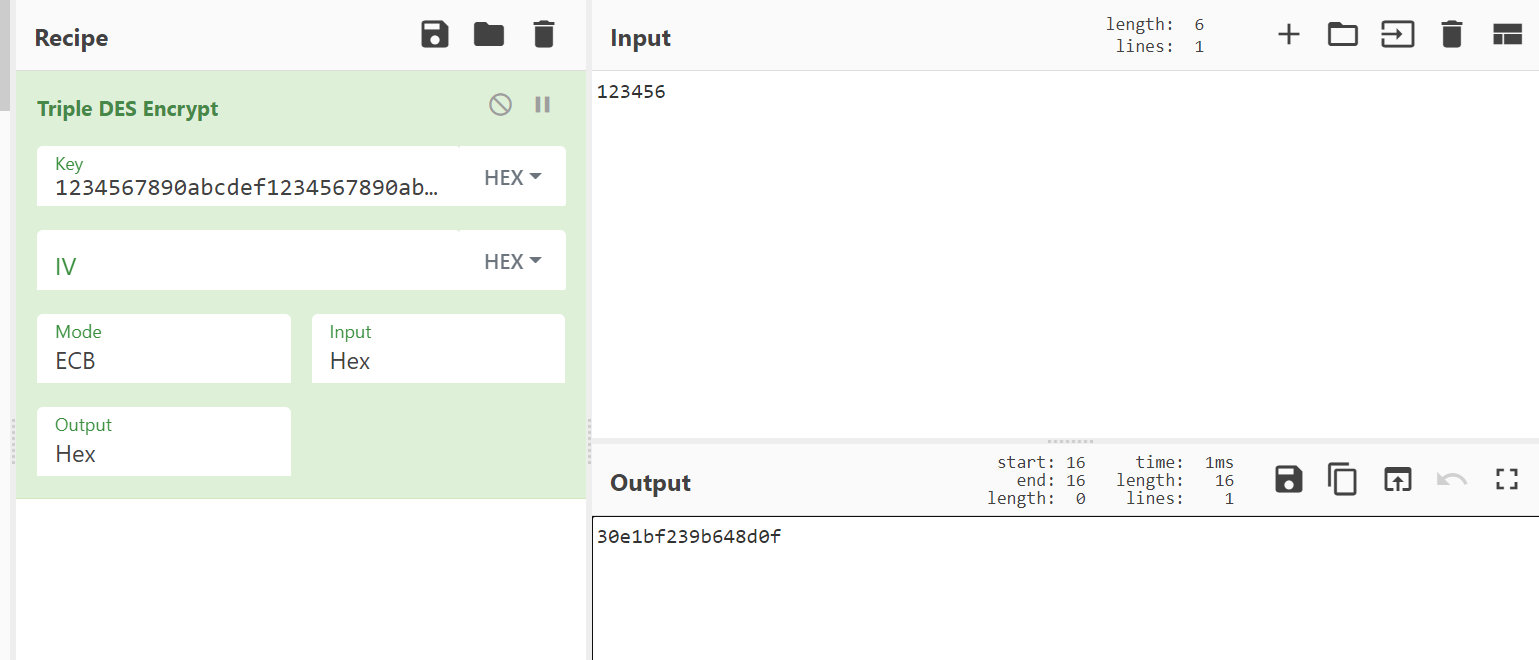 Recipe
Triple DES Encrypt
Key
1234567890abcdef1234567890ab…
HEX
IV
HEX
Mode
ECB
Input
Hex
Output
Hex
Input
length: 6
lines: 1
123456
Output
start: 16
end: 16
length: 0
time: 1ms
length: 16
lines: 1
30e1bf239b648d0f